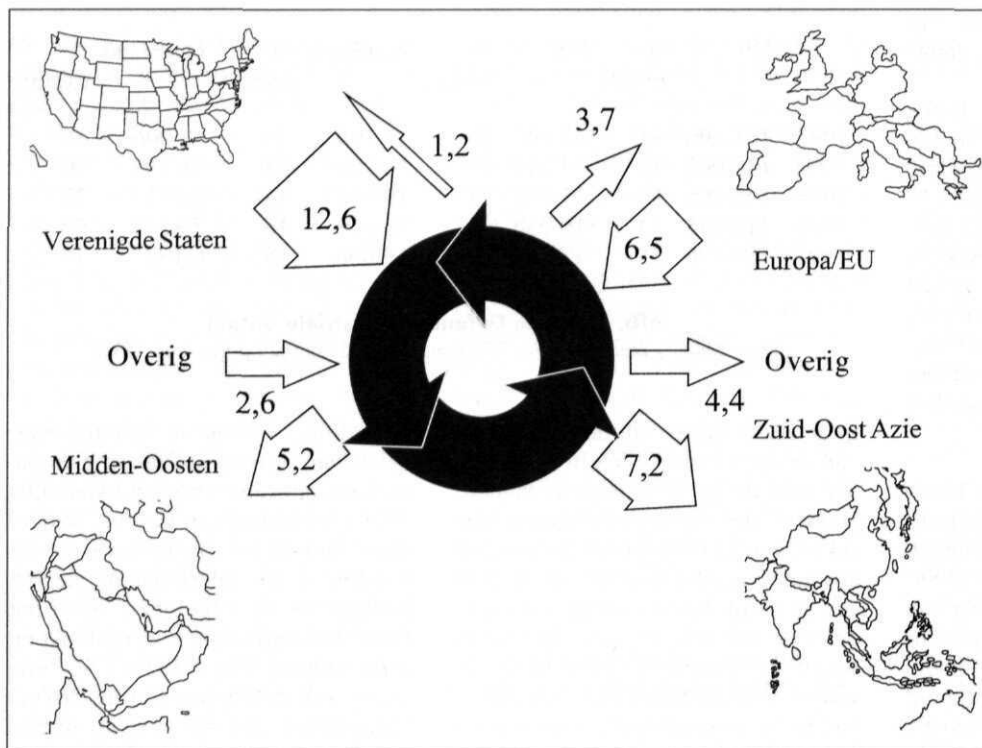 1,2
3,7
12,6
6,5
Verenigde Staten
Europa/EU
Overig
Overig
2,6
4,4
Midden-Oosten
5,2
7,2
Zuid-Oost Azie